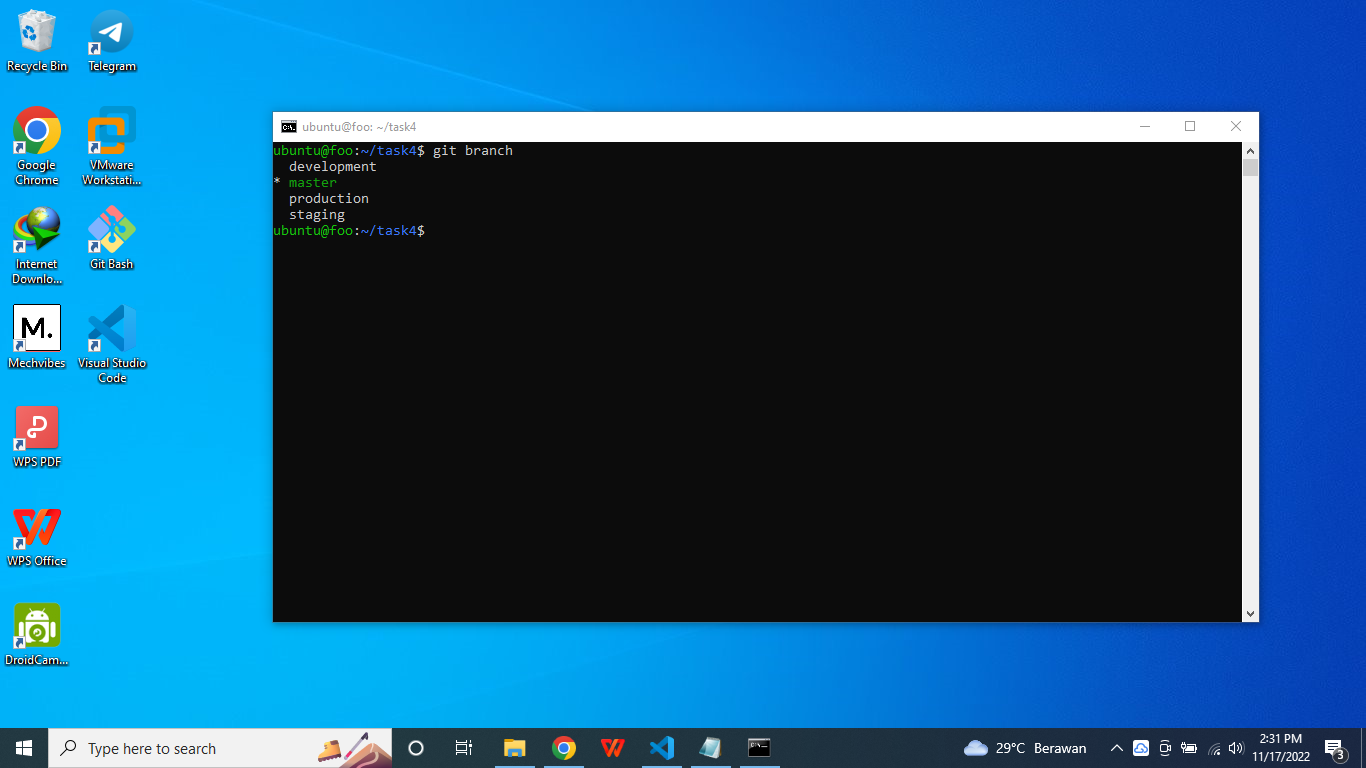 Recycle Bin
Telegram
Google
Chrome
VMware
Workstati...
Internet
Downlo...
Git Bash
M.
Mechvibes
Visual Studio
Code
WPS PDF
WPS Office
DroidCam...
C:\.
ubuntu@foo: ~/task4
ubuntu@foo:~/task4$ git branch
development
* master
production
staging
ubuntu@foo:~/task4$
Type here to search
29°C Berawan
2:31 PM
11/17/2022
3